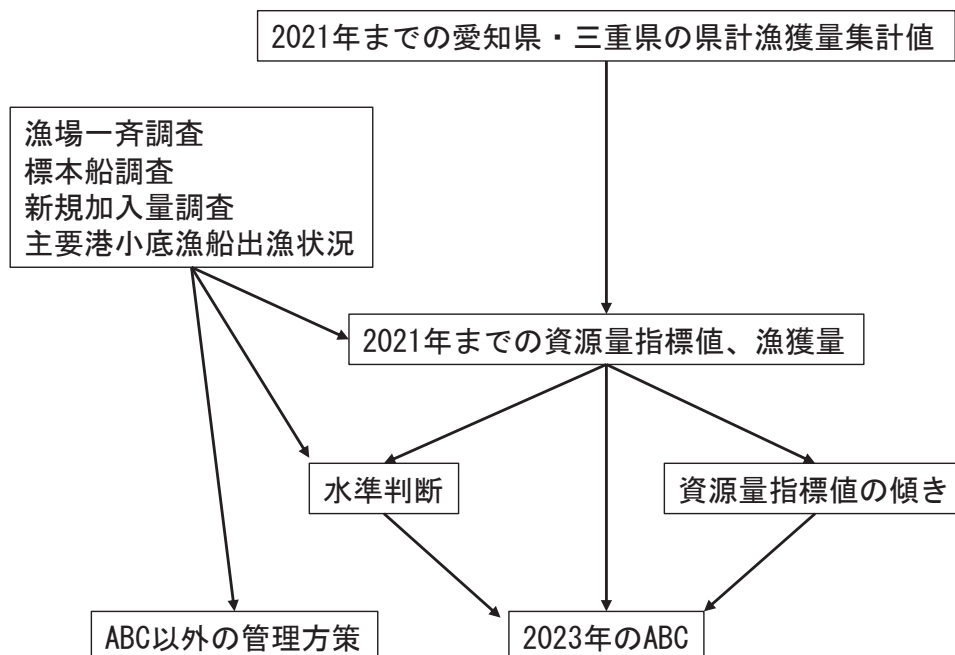 2021年までの愛知県・三重県の県計漁獲量集計値
漁場一斉調査
標本船調査
新規加入量調査
主要港小底漁船出漁状況
2021年までの資源量指標値、漁獲量
水準判断
資源量指標値の傾き
ABC以外の管理方策
2023年のABC